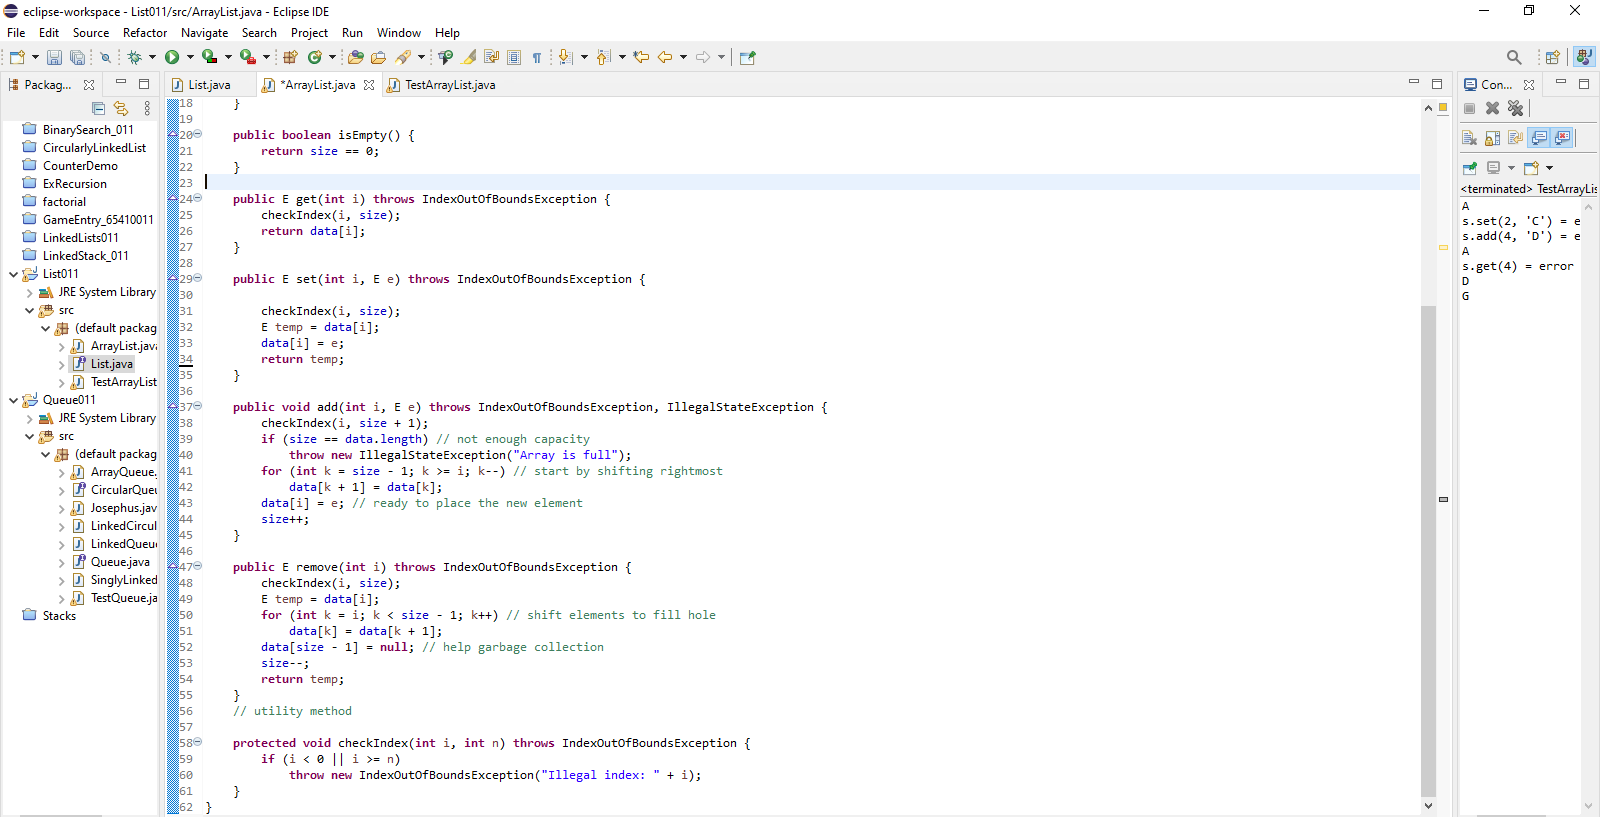 eclipse-workspace - List011/src/ArrayList.java - Eclipse IDE
File Edit Source Refactor Navigate Search Project Run Window Help
Packag...
BinarySearch_011
CircularlyLinkedList
CounterDemo
ExRecursion
factorial
GameEntry_65410011
LinkedLists011
LinkedStack_011
List011
JRE System Library
src
(default packag
ArrayList.java
List.java
TestArrayList
Queue011
JRE System Library
src
(default packag
ArrayQueue.
CircularQueu
Josephus.jav
LinkedCircul
LinkedQueu
Queue.java
SinglyLinked
TestQueue.ja
Stacks
List.java *ArrayList.java TestArrayList.java
18 }
19
20 public boolean isEmpty() {
21 return size == 0;
22 }
23
24 public E get(int i) throws IndexOutOfBoundsException {
25 checkIndex(i, size);
26 return data[i];
27 }
28
29 public E set(int i, E e) throws IndexOutOfBoundsException {
30
31 checkIndex(i, size);
32 E temp = data[i];
33 data[i] = e;
34 return temp;
35 }
36
37 public void add(int i, E e) throws IndexOutOfBoundsException, IllegalStateException {
38 checkIndex(i, size + 1);
39 if (size == data.length) // not enough capacity
40 throw new IllegalStateException("Array is full");
41 for (int k = size - 1; k >= i; k--) // start by shifting rightmost
42 data[k + 1] = data[k];
43 data[i] = e; // ready to place the new element
44 size++;
45 }
46
47 public E remove(int i) throws IndexOutOfBoundsException {
48 checkIndex(i, size);
49 E temp = data[i];
50 for (int k = i; k < size - 1; k++) // shift elements to fill hole
51 data[k] = data[k + 1];
52 data[size - 1] = null; // help garbage collection
53 size--;
54 return temp;
55 }
56 // utility method
57
58 protected void checkIndex(int i, int n) throws IndexOutOfBoundsException {
59 if (i < 0 || i >= n)
60 throw new IndexOutOfBoundsException("Illegal index: " + i);
61 }
62 }
Con...
<terminated> TestArrayLis
A
s.set(2, 'C') = e
s.add(4, 'D') = e
A
s.get(4) = error
D
G